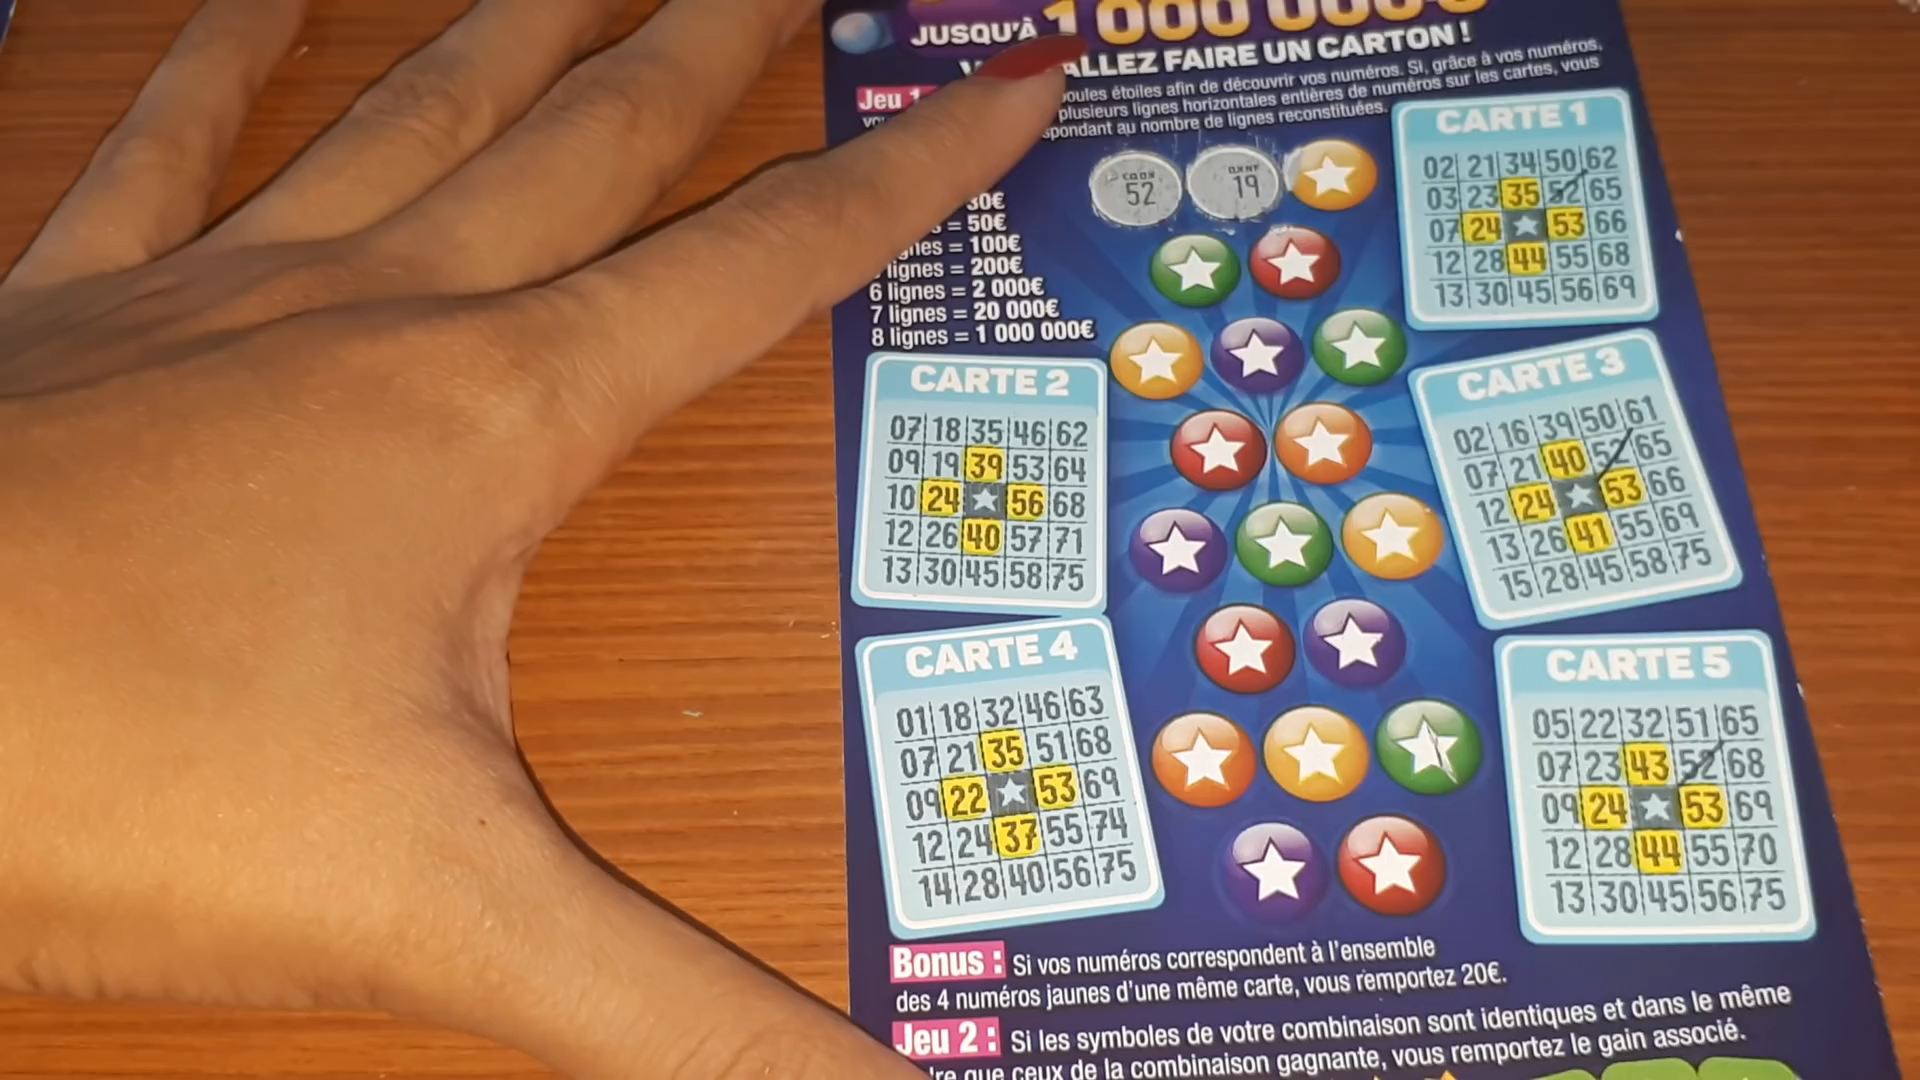 JUSQU'À 1 000 000€
ALLEZ FAIRE UN CARTON !
Jeu 1
boules étoiles afin de découvrir vos numéros. Si, grâce à vos numéros,
plusieurs lignes horizontales entières de numéros sur les cartes, vous
au nombre de lignes reconstituées.
30€
= 50€
= 100€
lignes = 200€
6 lignes = 2 000€
7 lignes = 20 000€
8 lignes = 1 000 000€
52
19
CARTE 1
02 21 34 50 62
03 23 35 52 65
07 24 53 66
12 28 44 55 68
13 30 45 56 69
CARTE 2
07 18 35 46 62
09 19 39 53 64
10 24 56 68
12 26 40 57 71
13 30 45 58 75
CARTE 3
02 16 39 50 61
07 21 40 52 65
12 24 53 66
13 26 41 55 69
15 28 45 58 75
CARTE 4
01 18 32 46 63
07 21 35 51 68
09 22 53 69
12 24 37 55 74
14 28 40 56 75
CARTE 5
05 22 32 51 65
07 23 43 52 68
09 24 53 69
12 28 44 55 70
13 30 45 56 75
Bonus : Si vos numéros correspondent à l'ensemble
des 4 numéros jaunes d'une même carte, vous remportez 20€.
Jeu 2 : Si les symboles de votre combinaison sont identiques et dans le même
que ceux de la combinaison gagnante, vous remportez le gain associé.